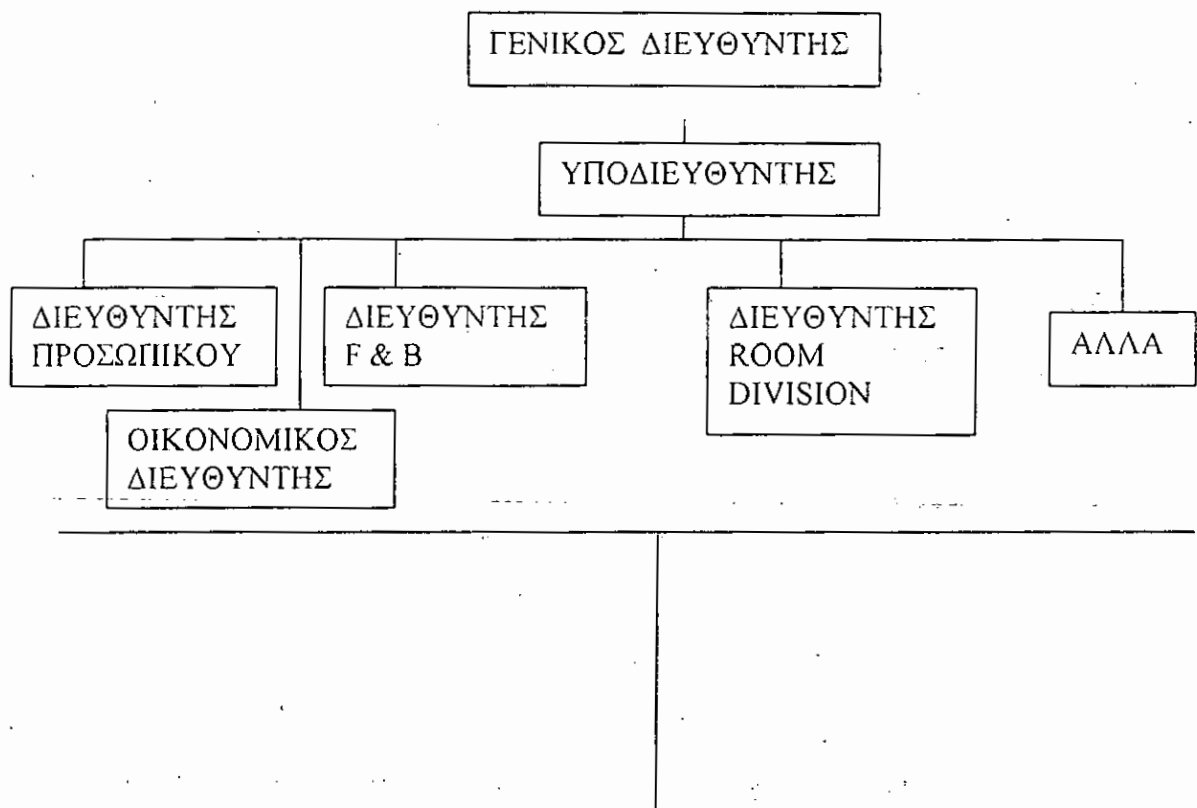 ΓΕΝΙΚΟΣ ΔΙΕΥΘΥΝΤΗΣ
ΥΠΟΔΙΕΥΘΥΝΤΗΣ
ΔΙΕΥΘΥΝΤΗΣ
ΠΡΟΣΩΠΙΚΟΥ
ΔΙΕΥΘΥΝΤΗΣ
F & B
ΔΙΕΥΘΥΝΤΗΣ
ROOM
DIVISION
ΑΛΛΑ
ΟΙΚΟΝΟΜΙΚΟΣ
ΔΙΕΥΘΥΝΤΗΣ